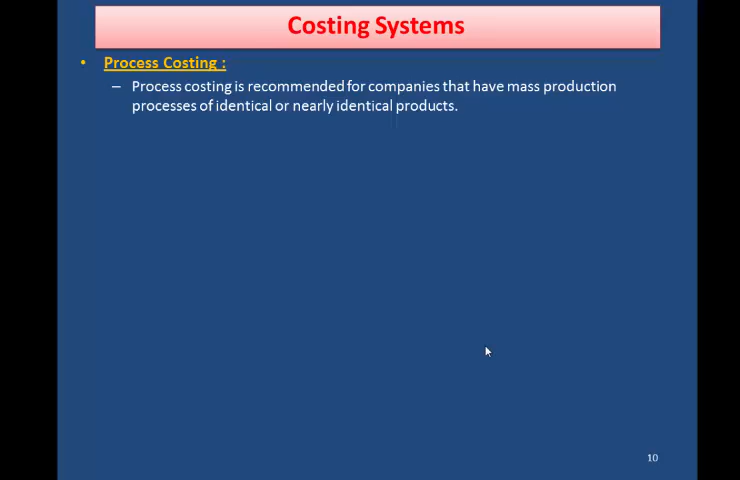 Costing Systems
• Process Costing :
– Process costing is recommended for companies that have mass production
processes of identical or nearly identical products.
10